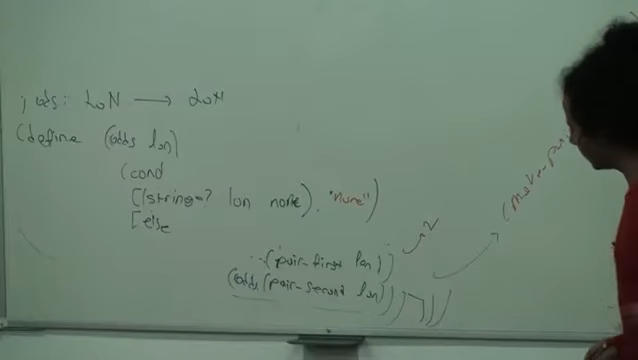 ; odds: LoN → LoN
(define (odds lon)
(cond
[(string=? lon none) "none"]
[else
..(pair-first lon))
(odds (pair-second lon))))]))
2
(make-pair